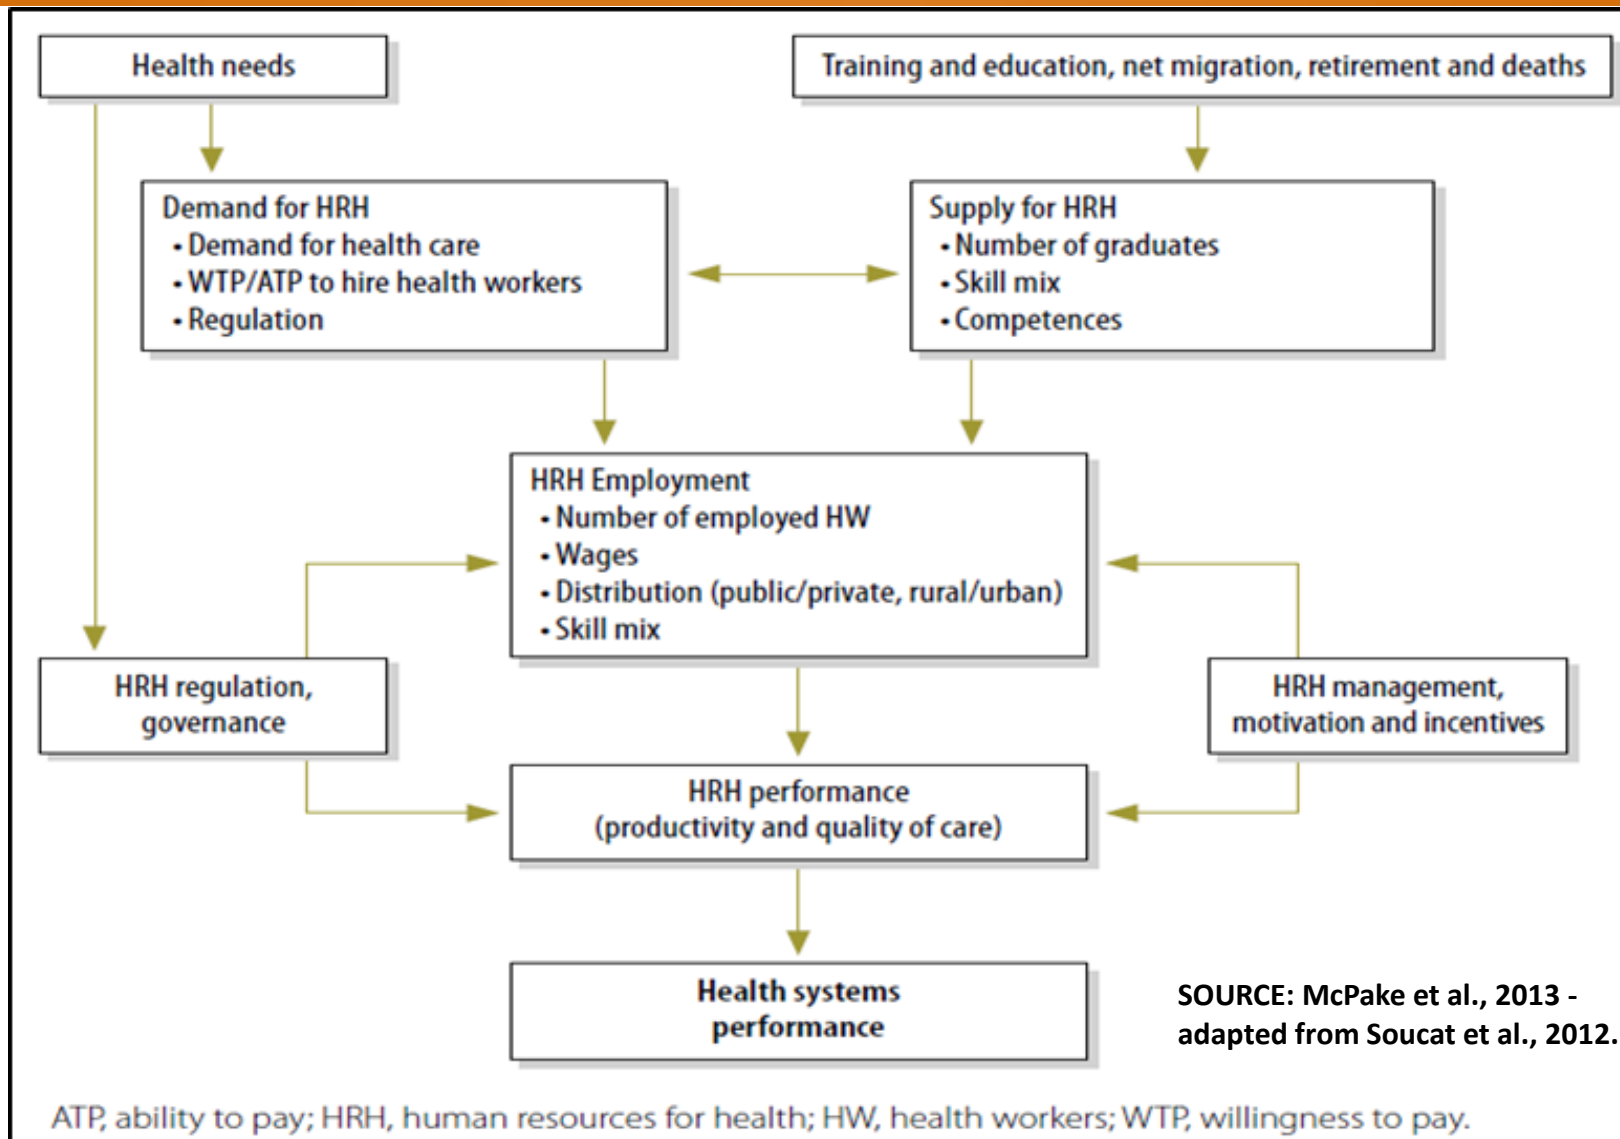 Health needs
Training and education, net migration, retirement and deaths
Demand for HRH
• Demand for health care
• WTP/ATP to hire health workers
• Regulation
Supply for HRH
• Number of graduates
• Skill mix
• Competences
HRH Employment
• Number of employed HW
• Wages
• Distribution (public/private, rural/urban)
• Skill mix
HRH regulation,
governance
HRH management,
motivation and incentives
HRH performance
(productivity and quality of care)
Health systems
performance
SOURCE: McPake et al., 2013 -
adapted from Soucat et al., 2012.
ATP, ability to pay; HRH, human resources for health; HW, health workers; WTP, willingness to pay.